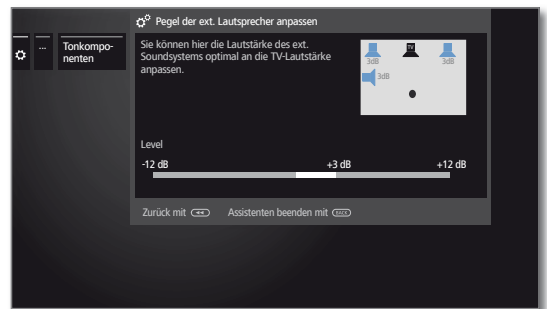 Pegel der ext. Lautsprecher anpassen
...
Tonkompo-
nenten
Sie können hier die Lautstärke des ext.
Soundsystems optimal an die TV-Lautstärke
anpassen.
TV
3dB
3dB
3dB
Level
-12 dB +3 dB +12 dB
Zurück mit Assistenten beenden mit BACK